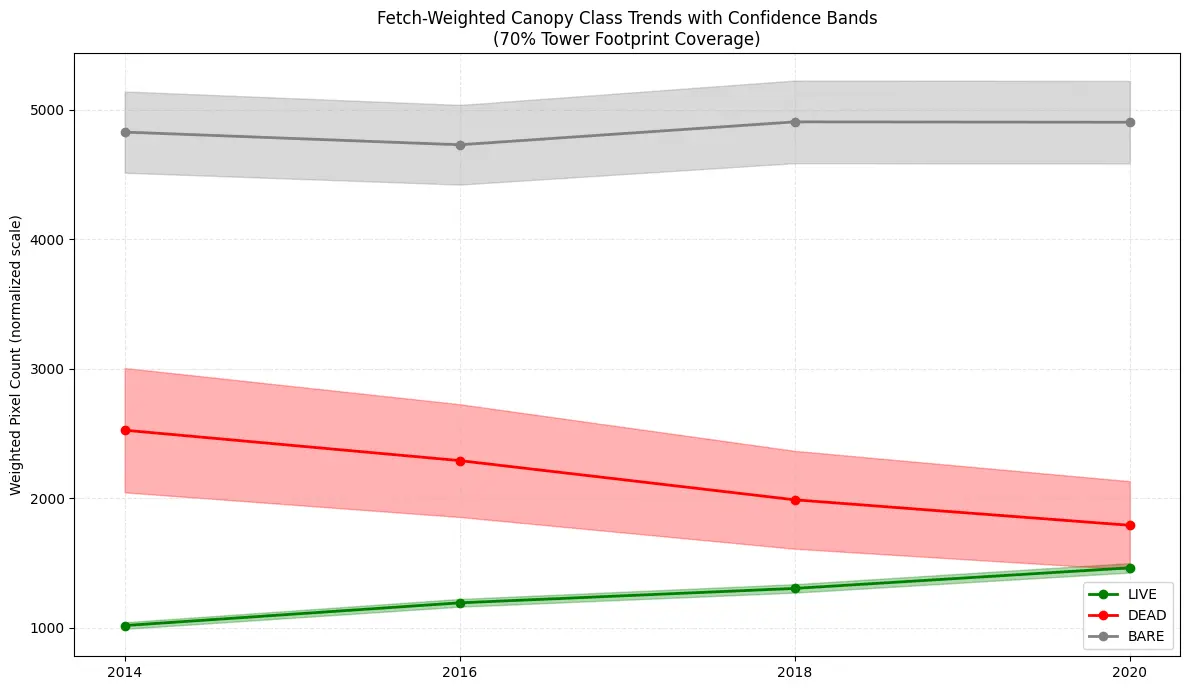 Fetch-Weighted Canopy Class Trends with Confidence Bands
(70% Tower Footprint Coverage)
Weighted Pixel Count (normalized scale)
5000
4000
3000
2000
1000
2014
2016
2018
2020
LIVE
DEAD
BARE